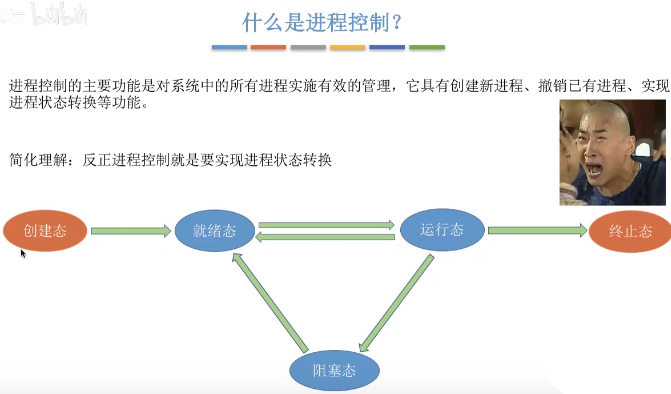 bilibili
什么是进程控制？
进程控制的主要功能是对系统中的所有进程实施有效的管理，它具有创建新进程、撤销已有进程、实现
进程状态转换等功能。
简化理解：反正进程控制就是要实现进程状态转换
创建态
就绪态
运行态
终止态
阻塞态